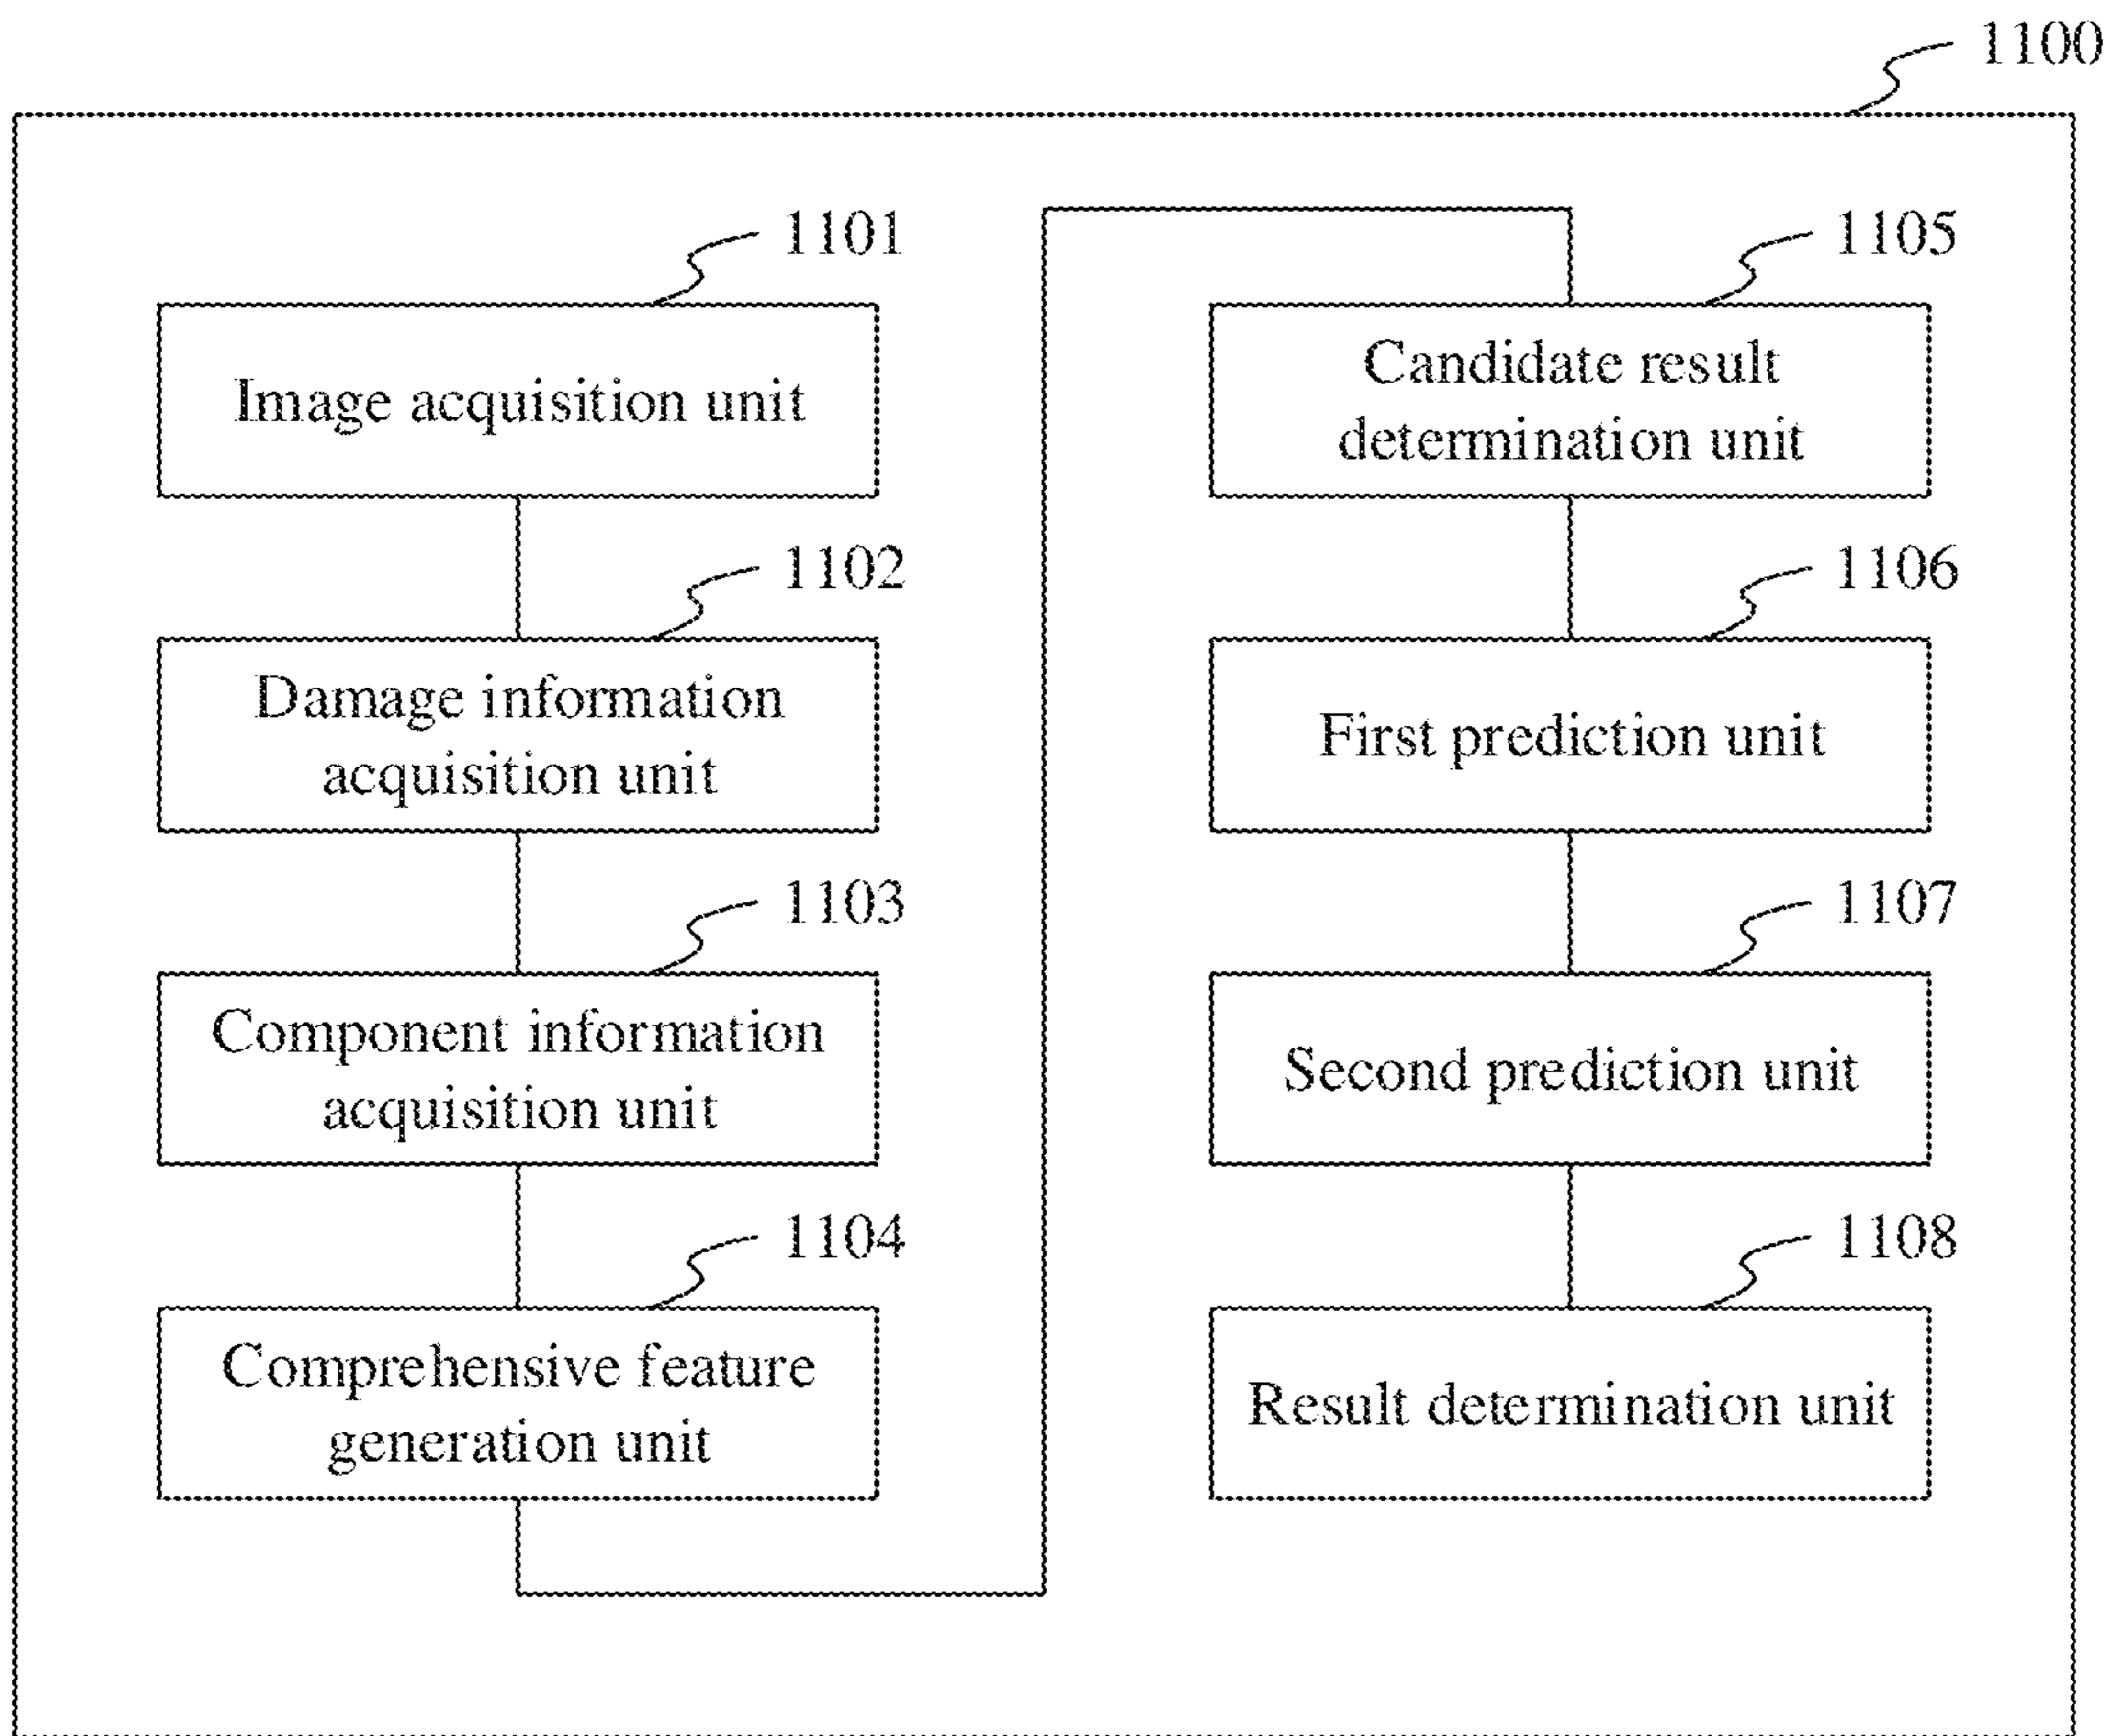 1100
1101
Image acquisition unit
1102
Damage information
acquisition unit
1103
Component information
acquisition unit
1104
Comprehensive feature
generation unit
1105
Candidate result
determination unit
1106
First prediction unit
1107
Second prediction unit
1108
Result determination unit